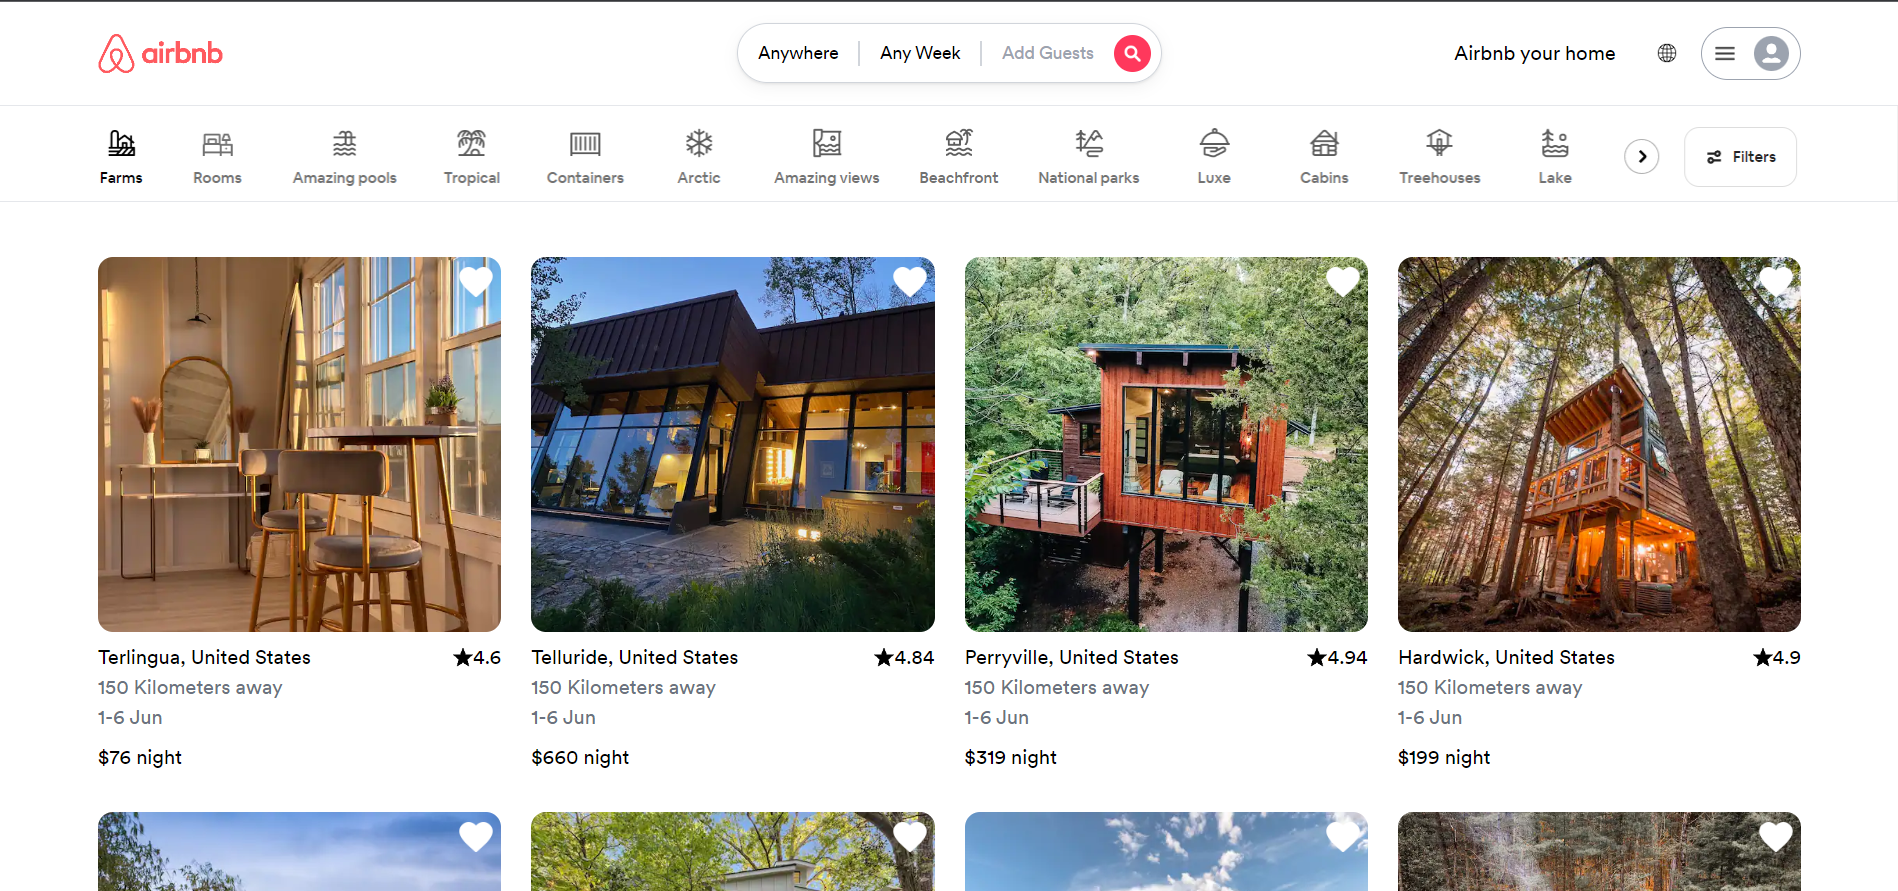 airbnb
Anywhere
Any Week
Add Guests
Airbnb your home
Farms
Rooms
Amazing pools
Tropical
Containers
Arctic
Amazing views
Beachfront
National parks
Luxe
Cabins
Treehouses
Lake
Filters
Terlingua, United States
★4.6
150 Kilometers away
1-6 Jun
$76 night
Telluride, United States
★4.84
150 Kilometers away
1-6 Jun
$660 night
Perryville, United States
★4.94
150 Kilometers away
1-6 Jun
$319 night
Hardwick, United States
★4.9
150 Kilometers away
1-6 Jun
$199 night